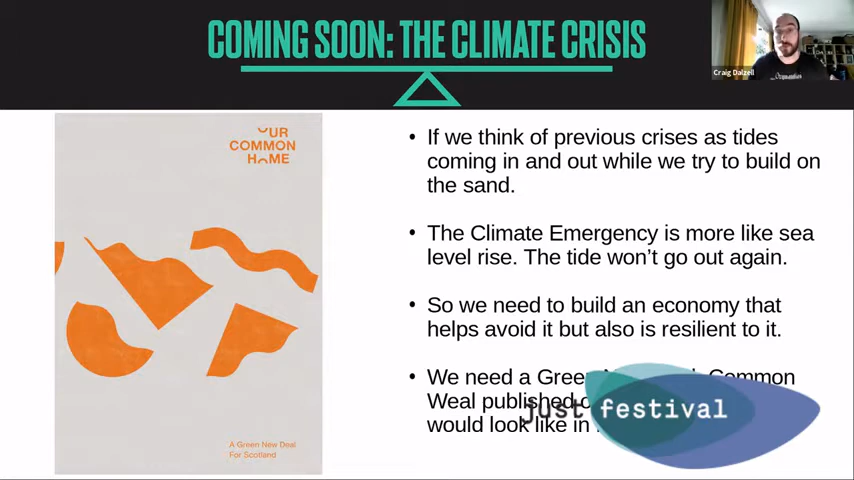 COMING SOON: THE CLIMATE CRISIS
Craig Dalzell
OUR
COMMON
HOME
A Green New Deal
For Scotland
• If we think of previous crises as tides
coming in and out while we try to build on
the sand.
• The Climate Emergency is more like sea
level rise. The tide won’t go out again.
• So we need to build an economy that
helps avoid it but also is resilient to it.
• We need a Green Common
Weal published
would look like in
just festival